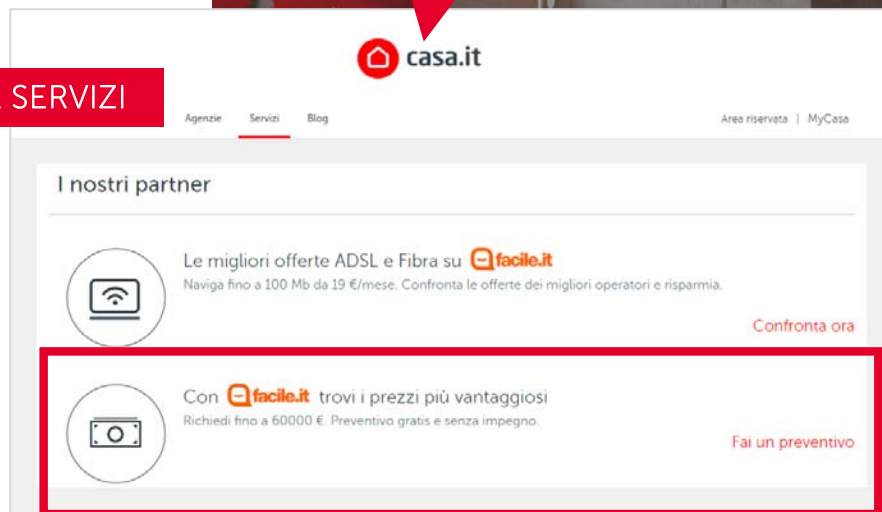 casa.it
SERVIZI
Agenzie Servizi Blog Area riservata | MyCasa
I nostri partner
Le migliori offerte ADSL e Fibra su facile.it
Naviga fino a 100 Mb da 19 €/mese. Confronta le offerte dei migliori operatori e risparmia.
Confronta ora
Con facile.it trovi i prezzi più vantaggiosi
Richiedi fino a 60000 €. Preventivo gratis e senza impegno.
Fai un preventivo